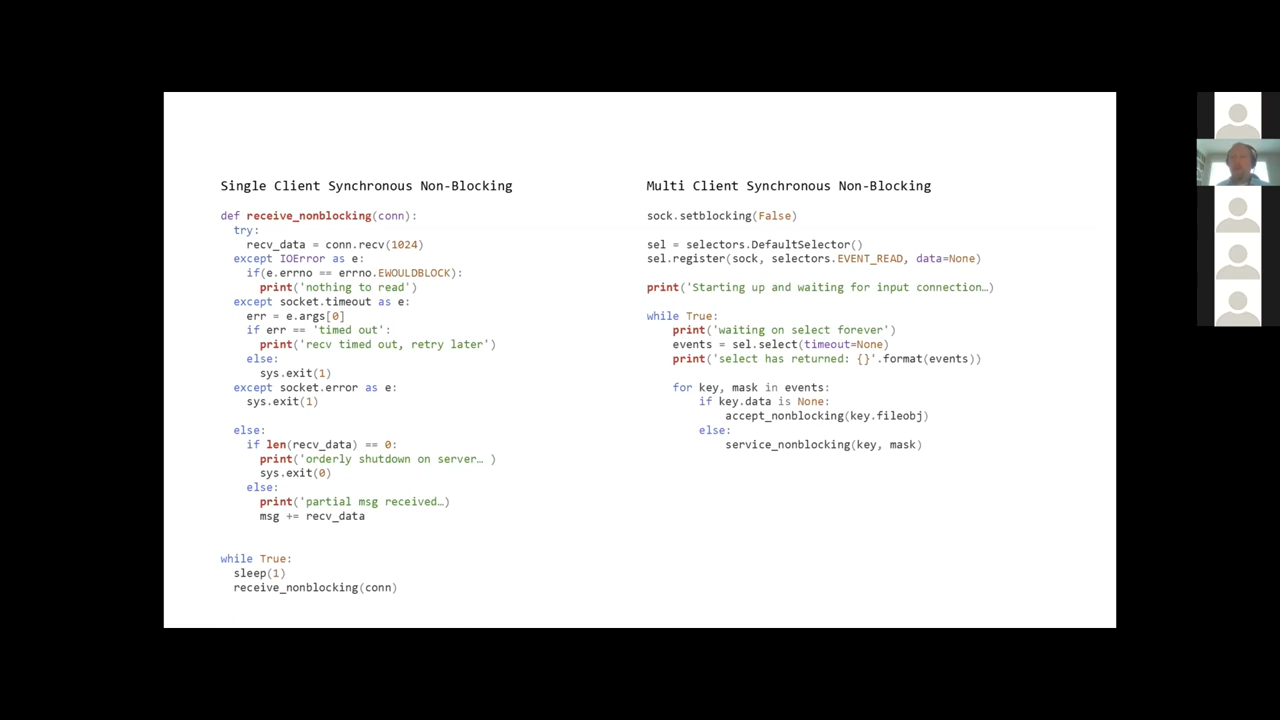 Single Client Synchronous Non-Blocking
def receive_nonblocking(conn):
  try:
    recv_data = conn.recv(1024)
  except IOError as e:
    if(e.errno == errno.EWOULDBLOCK):
      print('nothing to read')
  except socket.timeout as e:
    err = e.args[0]
    if err == 'timed out':
      print('recv timed out, retry later')
    else:
      sys.exit(1)
  except socket.error as e:
    sys.exit(1)
  else:
    if len(recv_data) == 0:
      print('orderly shutdown on server… )
      sys.exit(0)
    else:
      print('partial msg received…)
      msg += recv_data
while True:
  sleep(1)
  receive_nonblocking(conn)
Multi Client Synchronous Non-Blocking
sock.setblocking(False)
sel = selectors.DefaultSelector()
sel.register(sock, selectors.EVENT_READ, data=None)
print('Starting up and waiting for input connection…)
while True:
    print('waiting on select forever')
    events = sel.select(timeout=None)
    print('select has returned: {}'.format(events))
    for key, mask in events:
        if key.data is None:
            accept_nonblocking(key.fileobj)
        else:
            service_nonblocking(key, mask)